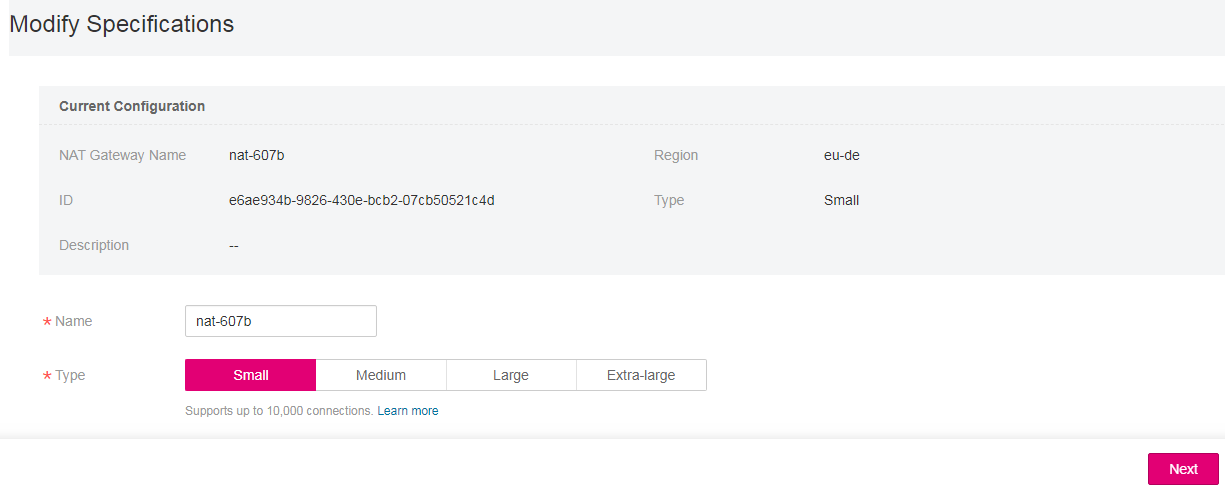 Modify Specifications
Current Configuration
NAT Gateway Name nat-607b Region eu-de
ID e6ae934b-9826-430e-bcb2-07cb50521c4d Type Small
Description --
* Name nat-607b
* Type Small Medium Large Extra-large
Supports up to 10,000 connections. Learn more
Next